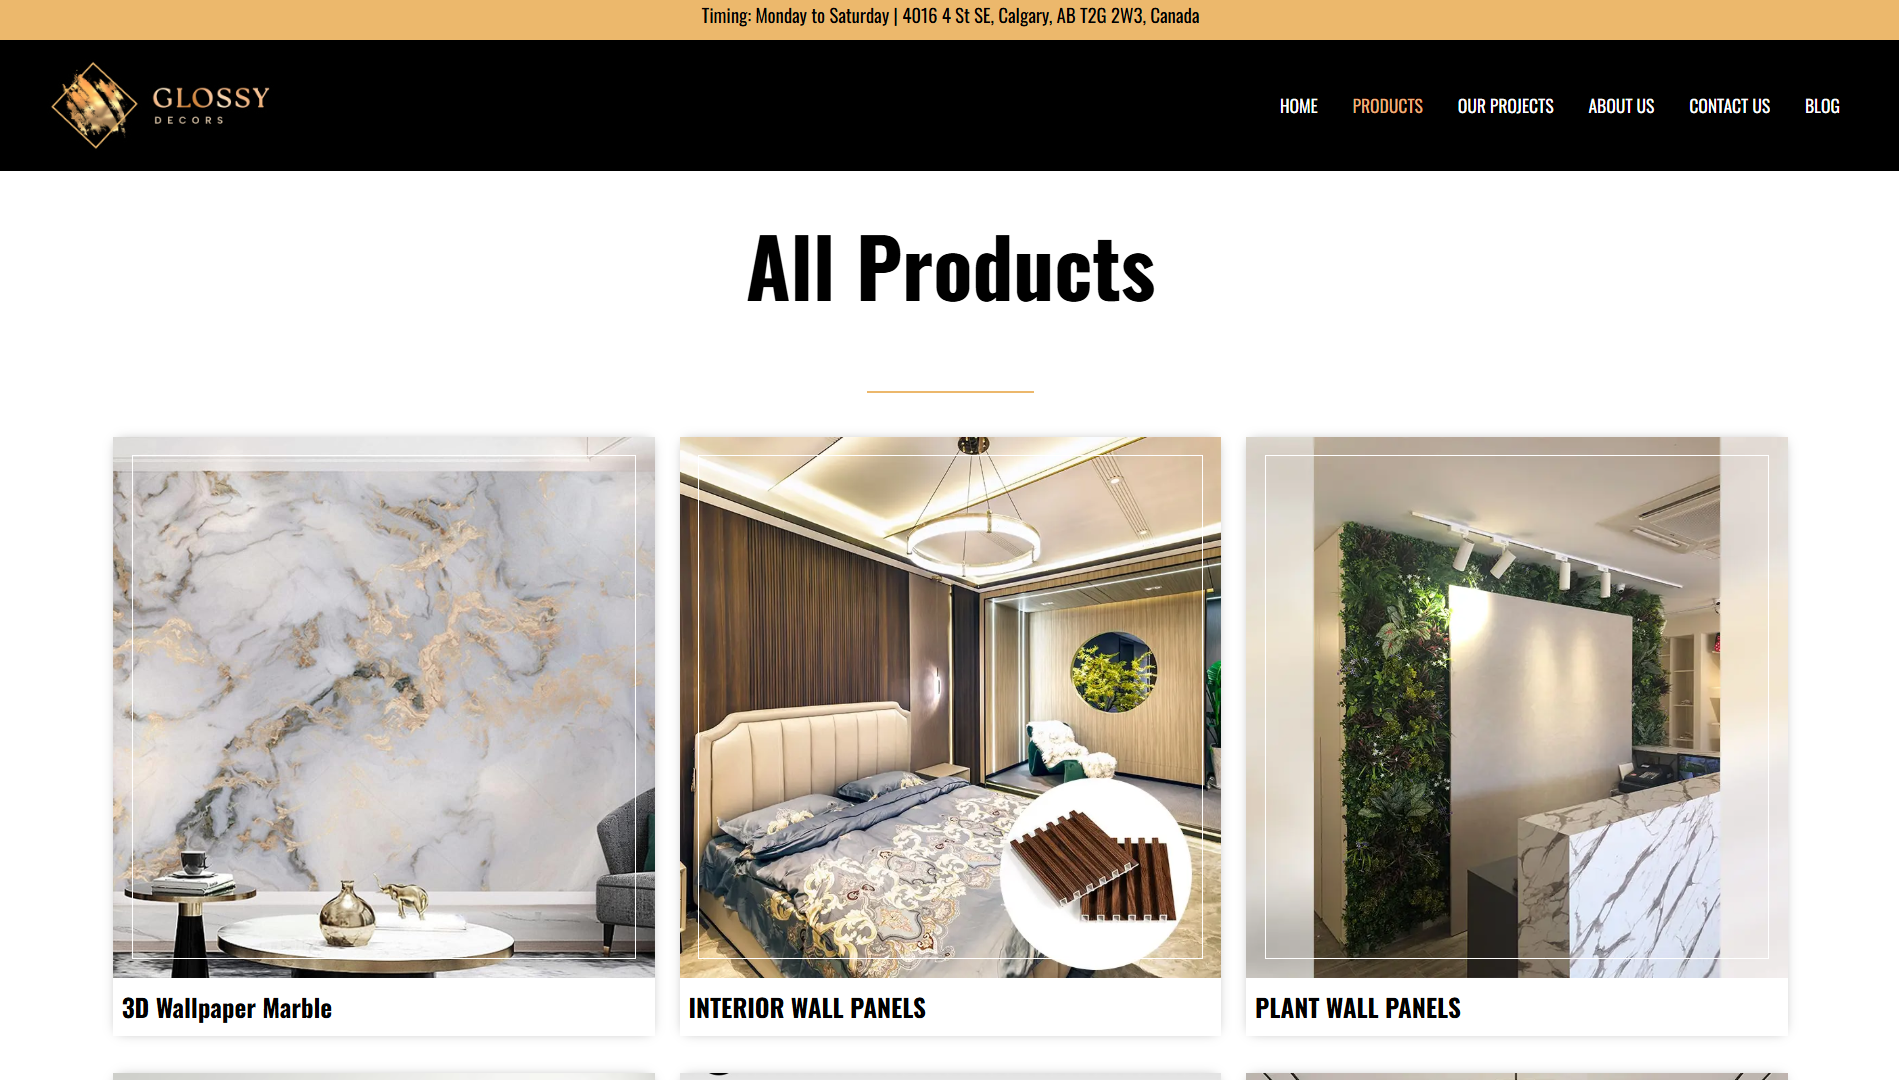 Timing: Monday to Saturday | 4016 4 St SE, Calgary, AB T2G 2W3, Canada
GLOSSY
DECORS
HOME PRODUCTS OUR PROJECTS ABOUT US CONTACT US BLOG
All Products
3D Wallpaper Marble
INTERIOR WALL PANELS
PLANT WALL PANELS